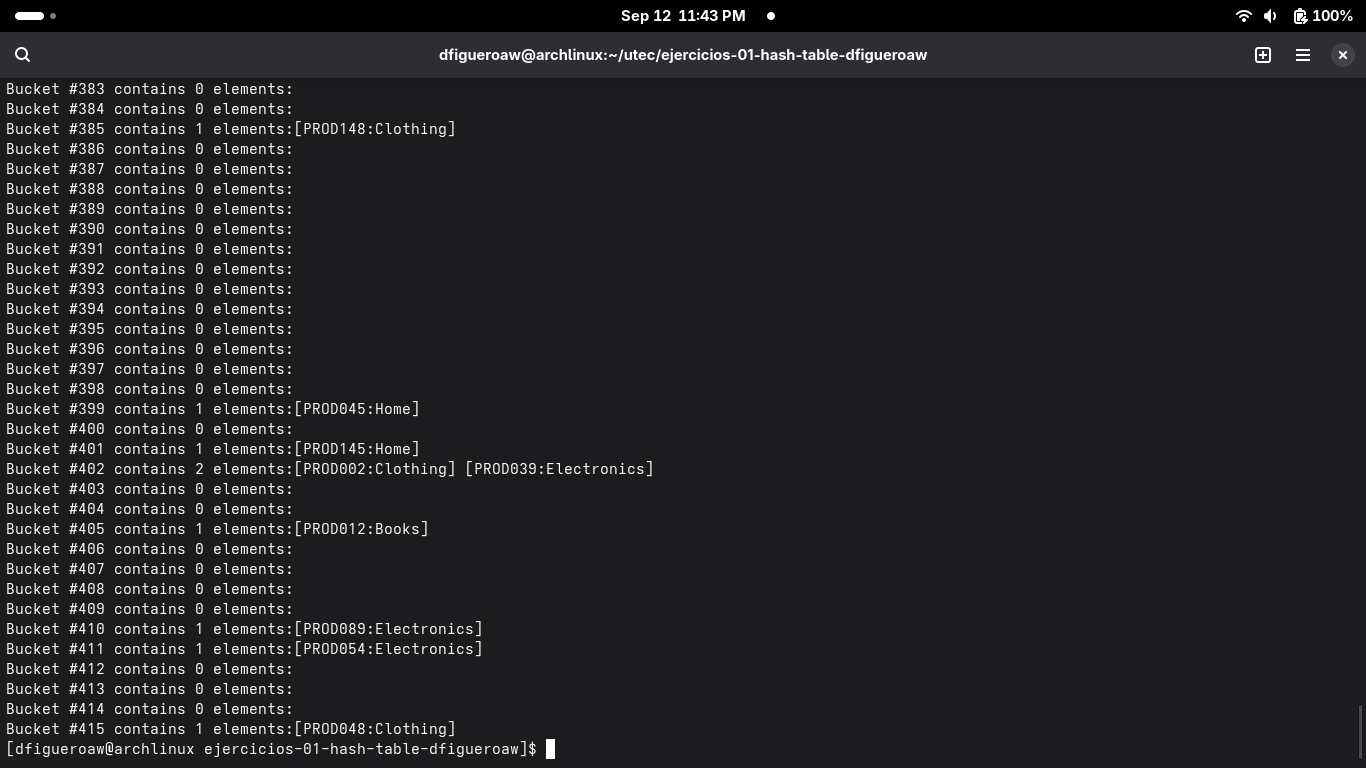 Sep 12 11:43 PM
100%
dfigueroaw@archlinux:~/utec/ejercicios-01-hash-table-dfigueroaw
Bucket #383 contains 0 elements:
Bucket #384 contains 0 elements:
Bucket #385 contains 1 elements:[PROD148:Clothing]
Bucket #386 contains 0 elements:
Bucket #387 contains 0 elements:
Bucket #388 contains 0 elements:
Bucket #389 contains 0 elements:
Bucket #390 contains 0 elements:
Bucket #391 contains 0 elements:
Bucket #392 contains 0 elements:
Bucket #393 contains 0 elements:
Bucket #394 contains 0 elements:
Bucket #395 contains 0 elements:
Bucket #396 contains 0 elements:
Bucket #397 contains 0 elements:
Bucket #398 contains 0 elements:
Bucket #399 contains 1 elements:[PROD045:Home]
Bucket #400 contains 0 elements:
Bucket #401 contains 1 elements:[PROD145:Home]
Bucket #402 contains 2 elements:[PROD002:Clothing] [PROD039:Electronics]
Bucket #403 contains 0 elements:
Bucket #404 contains 0 elements:
Bucket #405 contains 1 elements:[PROD012:Books]
Bucket #406 contains 0 elements:
Bucket #407 contains 0 elements:
Bucket #408 contains 0 elements:
Bucket #409 contains 0 elements:
Bucket #410 contains 1 elements:[PROD089:Electronics]
Bucket #411 contains 1 elements:[PROD054:Electronics]
Bucket #412 contains 0 elements:
Bucket #413 contains 0 elements:
Bucket #414 contains 0 elements:
Bucket #415 contains 1 elements:[PROD048:Clothing]
[dfigueroaw@archlinux ejercicios-01-hash-table-dfigueroaw]$